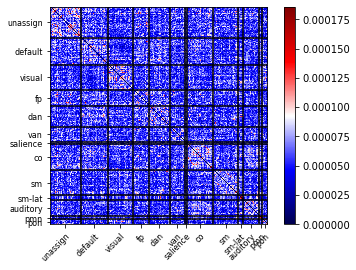 unassign
default
visual
fp
dan
van
salience
co
sm
sm-lat
auditory
pmn
pon
unassign
default
visual
fp
dan
van
salience
co
sm
sm-lat
auditory
pon
0.000175
0.000150
0.000125
0.000100
0.000075
0.000050
0.000025
0.000000